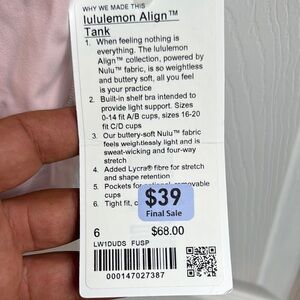 WHY WE MADE THIS
lululemon Align™
Tank
1. When feeling nothing is
everything. The lululemon
Align™ collection, powered by
Nulu™ fabric, is so weightless
and buttery soft, all you feel
is your practice
2. Built-in shelf bra intended to
provide light support. Sizes
0-14 fit A/B cups, sizes 16-20
fit C/D cups
3. Our buttery-soft Nulu™ fabric
feels weightlessly light and is
sweat-wicking and four-way
stretch
4. Added Lycra® fibre for stretch
and shape retention
5. Pockets for optional, removable
cups
6. Tight fit,
$39
Final Sale
6 $68.00
LW1DUDS FUSP
000147027387